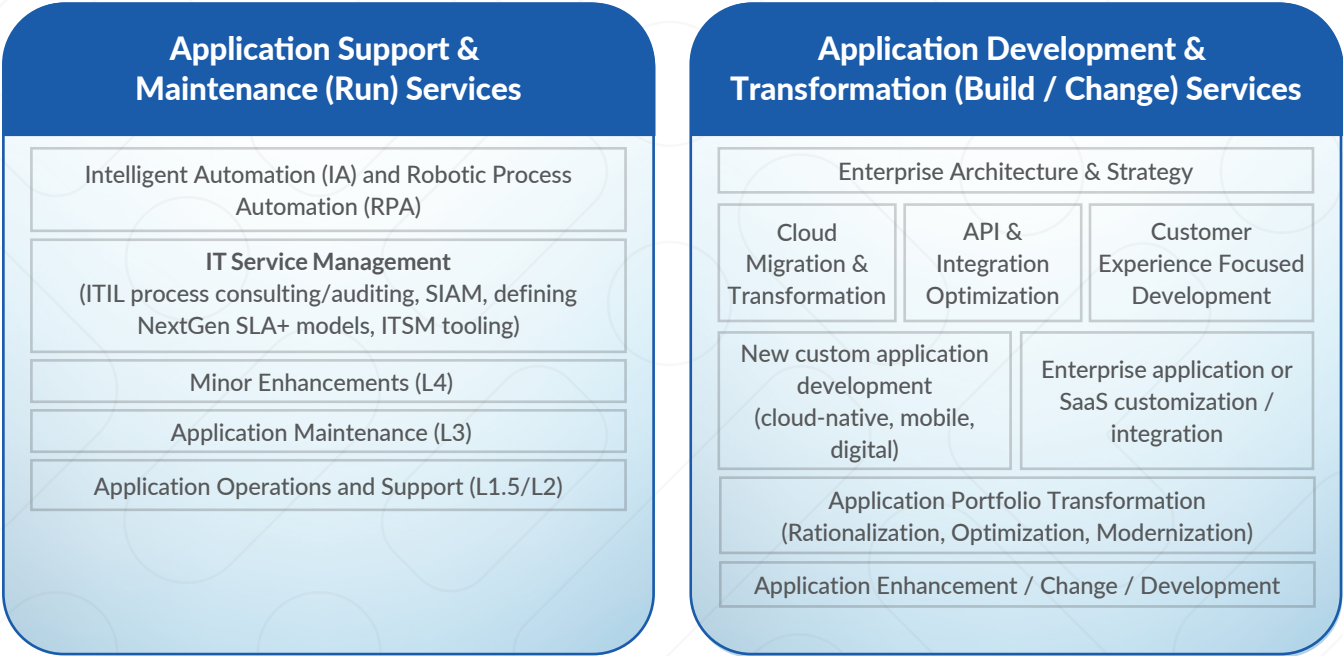 Application Support &
Maintenance (Run) Services
Intelligent Automation (IA) and Robotic Process
Automation (RPA)
IT Service Management
(ITIL process consulting/auditing, SIAM, defining
NextGen SLA+ models, ITSM tooling)
Minor Enhancements (L4)
Application Maintenance (L3)
Application Operations and Support (L1.5/L2)
Application Development &
Transformation (Build / Change) Services
Enterprise Architecture & Strategy
Cloud
Migration &
Transformation
API &
Integration
Optimization
Customer
Experience Focused
Development
New custom application
development
(cloud-native, mobile,
digital)
Enterprise application or
SaaS customization /
integration
Application Portfolio Transformation
(Rationalization, Optimization, Modernization)
Application Enhancement / Change / Development